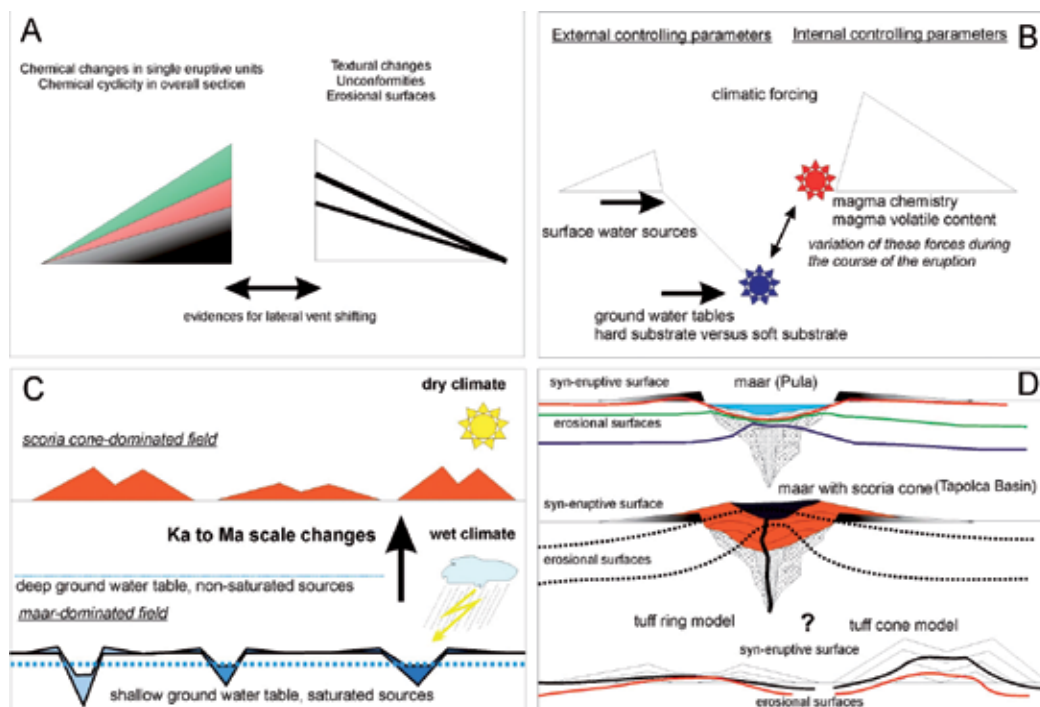 A
Chemical changes in single eruptive units
Chemical cyclicity in overall section
Textural changes
Unconformities
Erosional surfaces
evidences for lateral vent shifting
B
External controlling parameters
Internal controlling parameters
climatic forcing
surface water sources
magma chemistry
magma volatile content
variation of these forces during
the course of the eruption
ground water tables
hard substrate versus soft substrate
C
dry climate
scoria cone-dominated field
Ka to Ma scale changes
wet climate
deep ground water table, non-saturated sources
maar-dominated field
shallow ground water table, saturated sources
D
syn-eruptive surface
maar (Pula)
erosional surfaces
maar with scoria cone (Tapolca Basin)
syn-eruptive surface
erosional surfaces
tuff ring model
?
tuff cone model
syn-eruptive surface
erosional surfaces